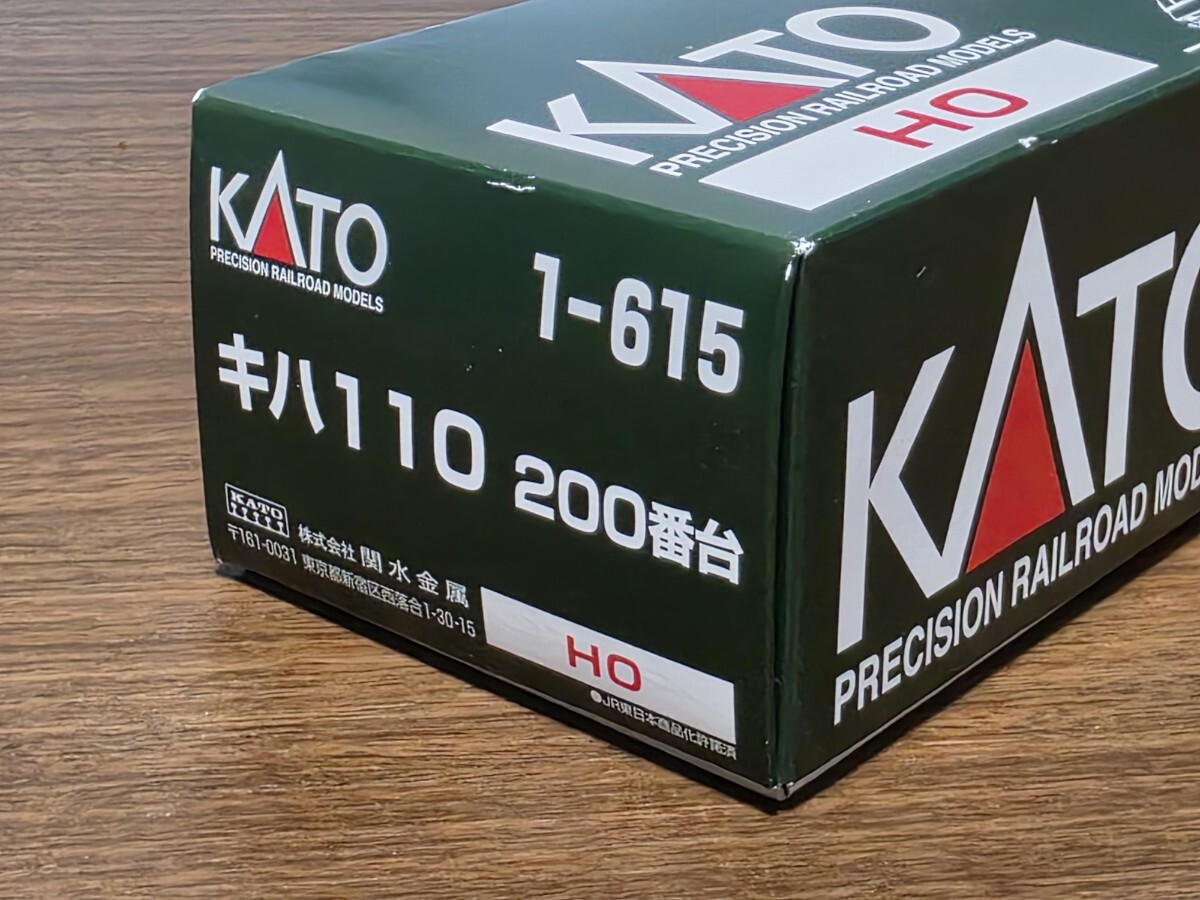 KATO
PRECISION RAILROAD MODELS
HO
KATO
PRECISION RAILROAD MODELS
1-615
キハ110
200番台
KATO
株式会社 関水金属
〒161-0031 東京都新宿区西落合1-30-15
HO
●JR東日本商品化許諾済
KATO
PRECISION RAILROAD MOD